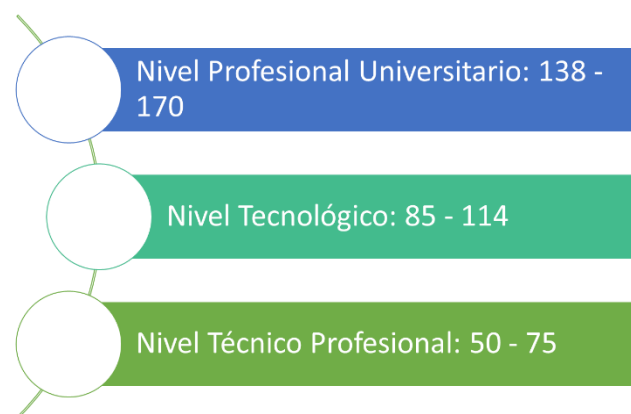 Nivel Profesional Universitario: 138 -
170
Nivel Tecnológico: 85 - 114
Nivel Técnico Profesional: 50 - 75